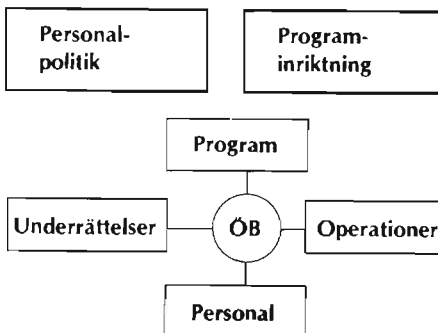 Personal-
politik
Program-
inriktning
Program
Underrättelser
ÖB
Operationer
Personal